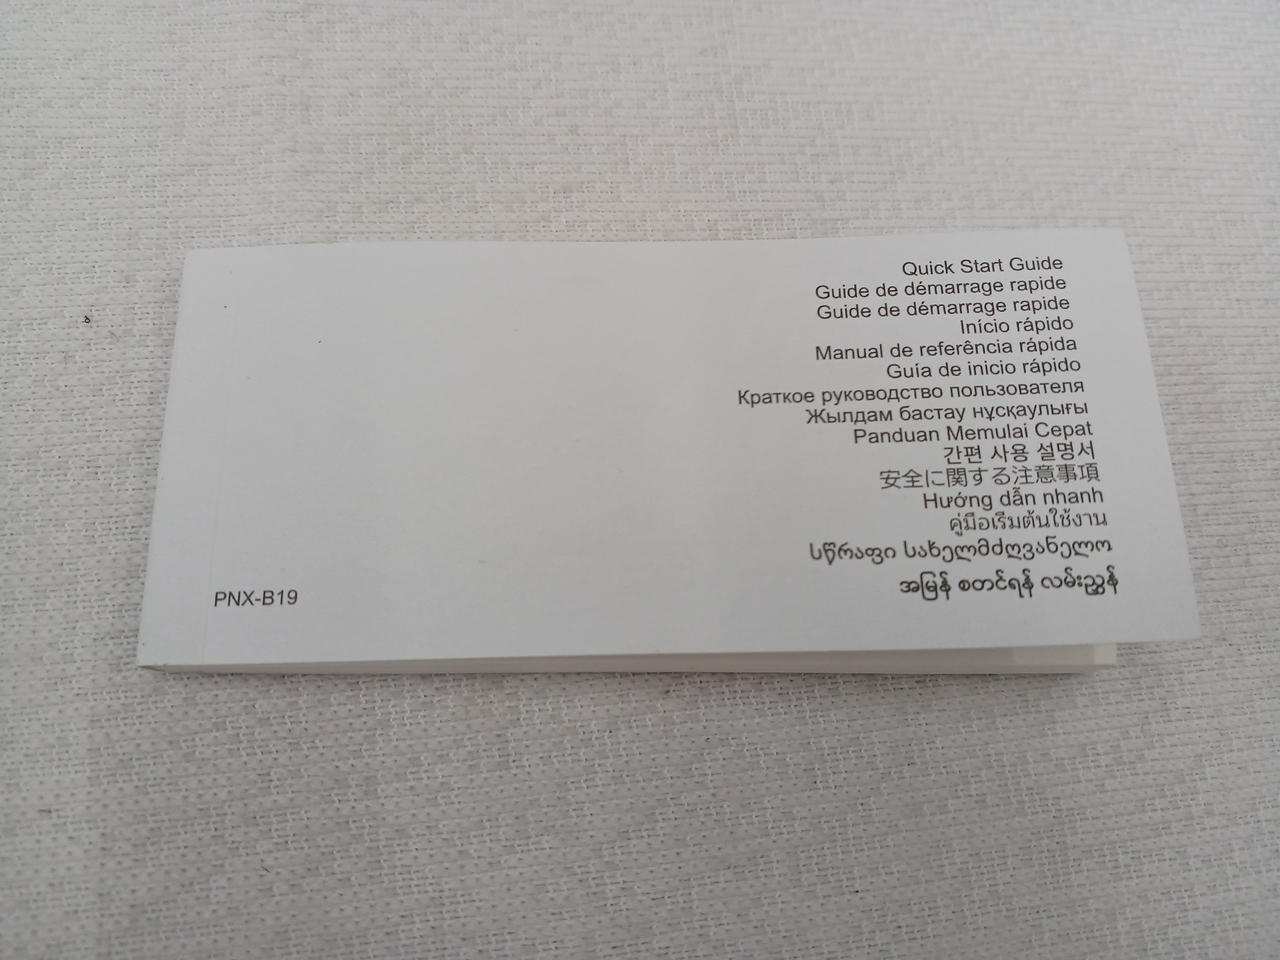 Quick Start Guide
Guide de démarrage rapide
Guide de démarrage rapide
Início rápido
Manual de referência rápida
Guía de inicio rápido
Краткое руководство пользователя
Жылдам бастау нұсқаулығы
Panduan Memulai Cepat
간편 사용 설명서
安全に関する注意事項
Hướng dẫn nhanh
คู่มือเริ่มต้นใช้งาน
სწრაფი სახელმძღვანელო
အမြန် စတင်ရန် လမ်းညွှန်
PNX-B19